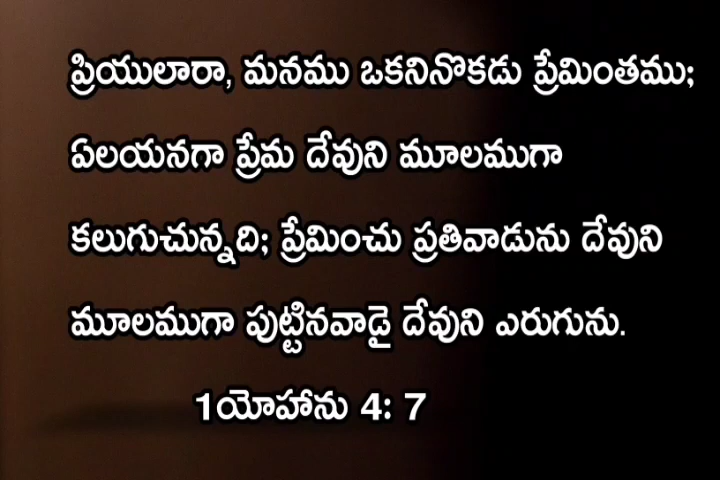 ప్రియులారా, మనము ఒకనినొకడు ప్రేమింతము;
ఏలయనగా ప్రేమ దేవుని మూలముగా
కలుగుచున్నది; ప్రేమించు ప్రతివాడును దేవుని
మూలముగా పుట్టినవాడై దేవుని ఎరుగును.
1యోహాను 4: 7